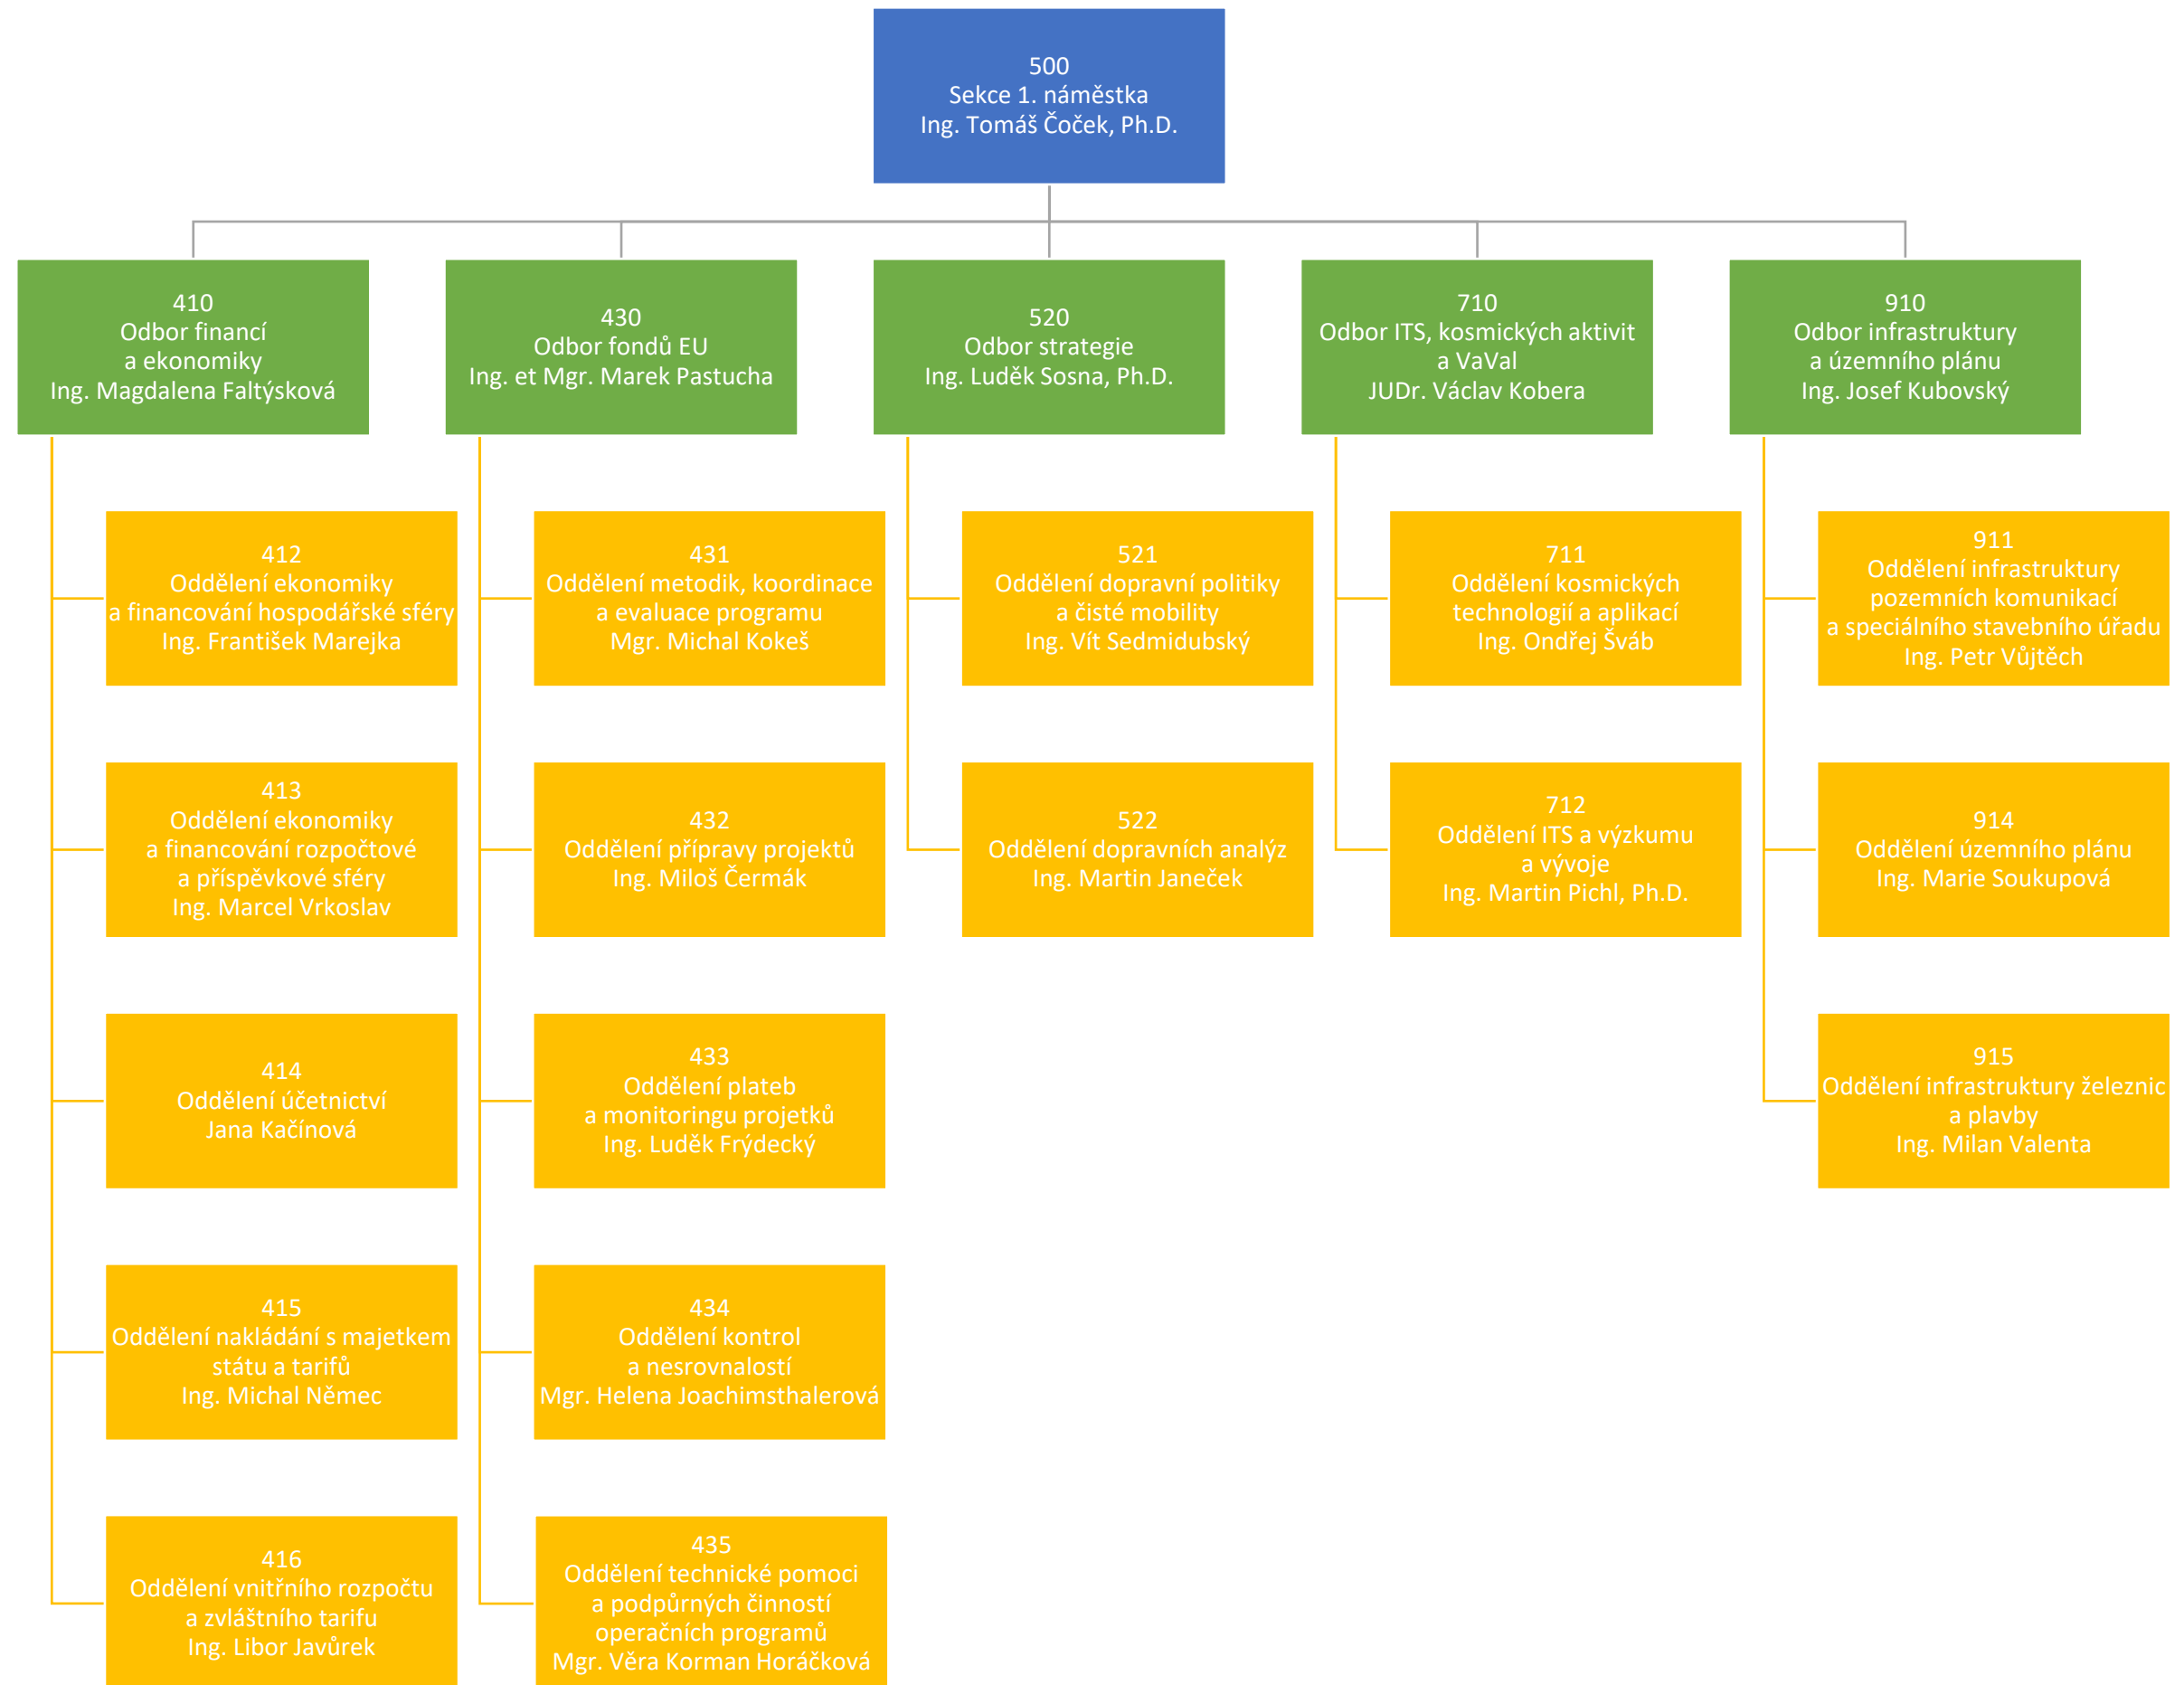 500
Sekce 1. náměstka
Ing. Tomáš Čoček, Ph.D.
410
Odbor financí
a ekonomiky
Ing. Magdalena Faltýsková
430
Odbor fondů EU
Ing. et Mgr. Marek Pastucha
520
Odbor strategie
Ing. Luděk Sosna, Ph.D.
710
Odbor ITS, kosmických aktivit
a VaVal
JUDr. Václav Kobera
910
Odbor infrastruktury
a územního plánu
Ing. Josef Kubovský
412
Oddělení ekonomiky
a financování hospodářské sféry
Ing. František Marejka
431
Oddělení metodik, koordinace
a evaluace programu
Mgr. Michal Kokeš
521
Oddělení dopravní politiky
a čisté mobility
Ing. Vít Sedmidubský
711
Oddělení kosmických
technologií a aplikací
Ing. Ondřej Šváb
911
Oddělení infrastruktury
pozemních komunikací
a speciálního stavebního úřadu
Ing. Petr Vůjtěch
413
Oddělení ekonomiky
a financování rozpočtové
a příspěvkové sféry
Ing. Marcel Vrkoslav
432
Oddělení přípravy projektů
Ing. Miloš Čermák
522
Oddělení dopravních analýz
Ing. Martin Janeček
712
Oddělení ITS a výzkumu
a vývoje
Ing. Martin Pichl, Ph.D.
914
Oddělení územního plánu
Ing. Marie Soukupová
414
Oddělení účetnictví
Jana Kačínová
433
Oddělení plateb
a monitoringu projetků
Ing. Luděk Frýdecký
915
Oddělení infrastruktury železnic
a plavby
Ing. Milan Valenta
415
Oddělení nakládání s majetkem
státu a tarifů
Ing. Michal Němec
434
Oddělení kontrol
a nesrovnalostí
Mgr. Helena Joachimsthalerová
416
Oddělení vnitřního rozpočtu
a zvláštního tarifu
Ing. Libor Javůrek
435
Oddělení technické pomoci
a podpůrných činností
operačních programů
Mgr. Věra Korman Horáčková